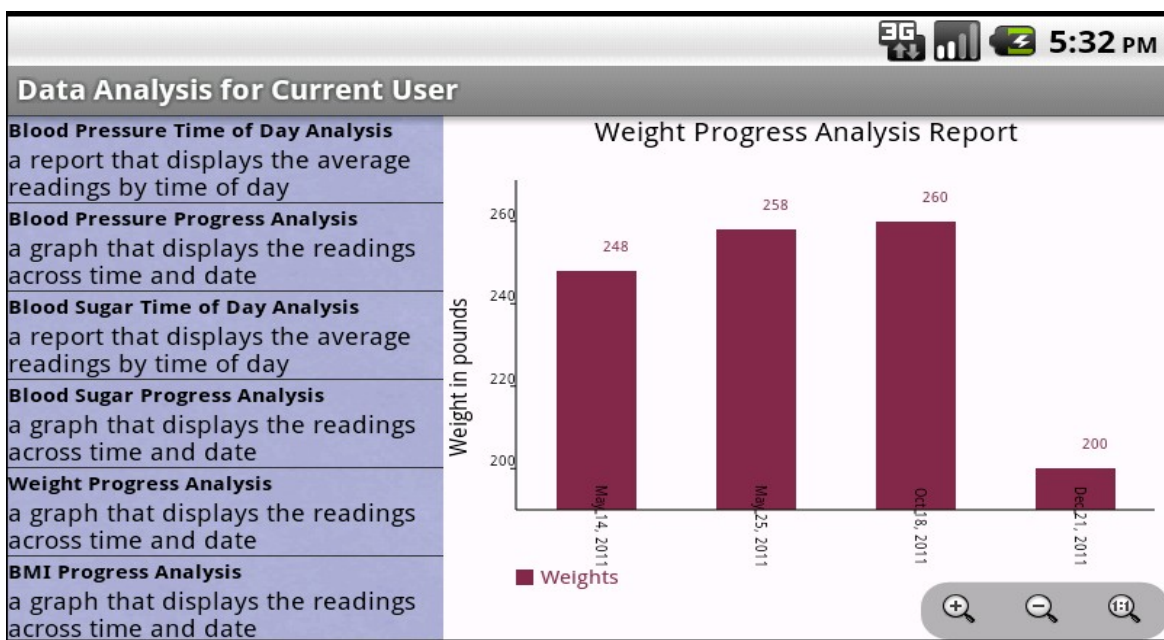 3G 5:32 PM
Data Analysis for Current User
Blood Pressure Time of Day Analysis
a report that displays the average
readings by time of day
Blood Pressure Progress Analysis
a graph that displays the readings
across time and date
Blood Sugar Time of Day Analysis
a report that displays the average
readings by time of day
Blood Sugar Progress Analysis
a graph that displays the readings
across time and date
Weight Progress Analysis
a graph that displays the readings
across time and date
BMI Progress Analysis
a graph that displays the readings
across time and date
Weight Progress Analysis Report
Weight in pounds
260
240
220
200
248
258
260
200
May 14, 2011
May 25, 2011
Oct 18, 2011
Dec 21, 2011
Weights
1:1